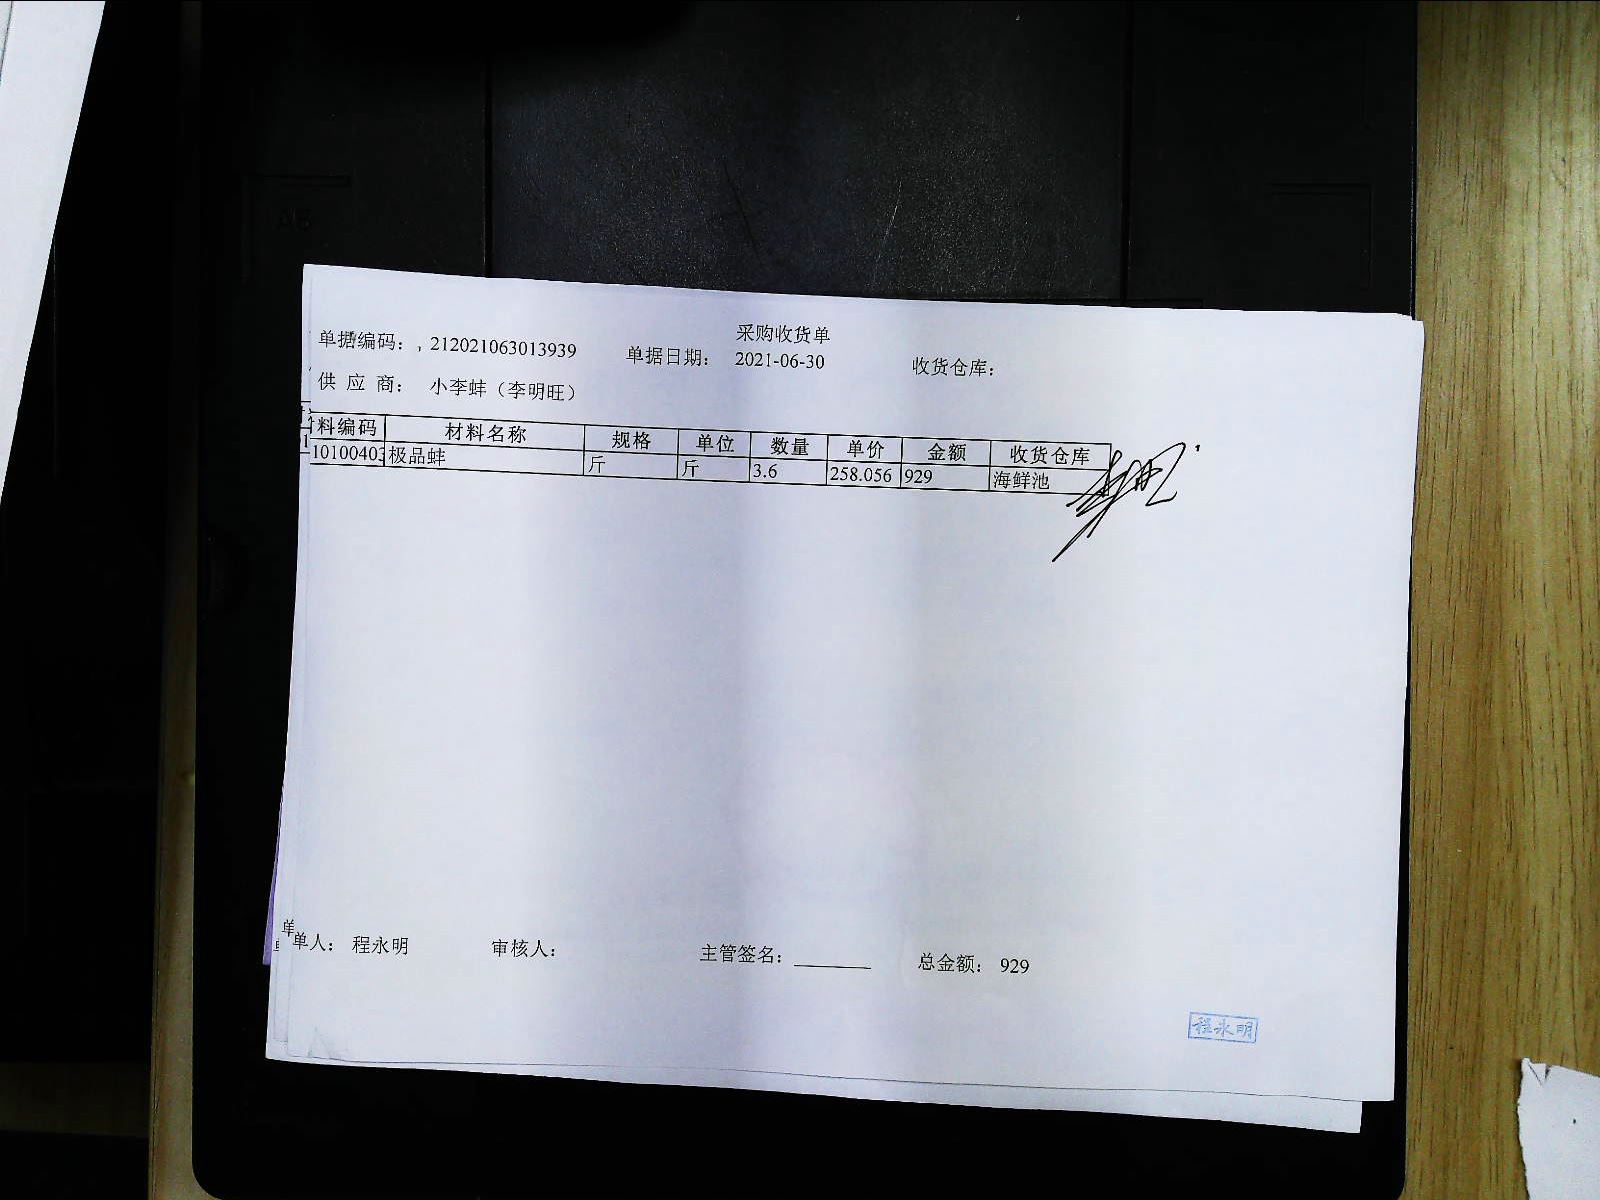 采购收货单
单据编码： 212021063013939 单据日期： 2021-06-30 收货仓库：
供 应 商： 小李蚌（李明旺）
料编码 材料名称 规格 单位 数量 单价 金额 收货仓库
10100403 极品蚌 斤 斤 3.6 258.056 929 海鲜池
单人： 程永明 审核人： 主管签名： 总金额： 929
程永明